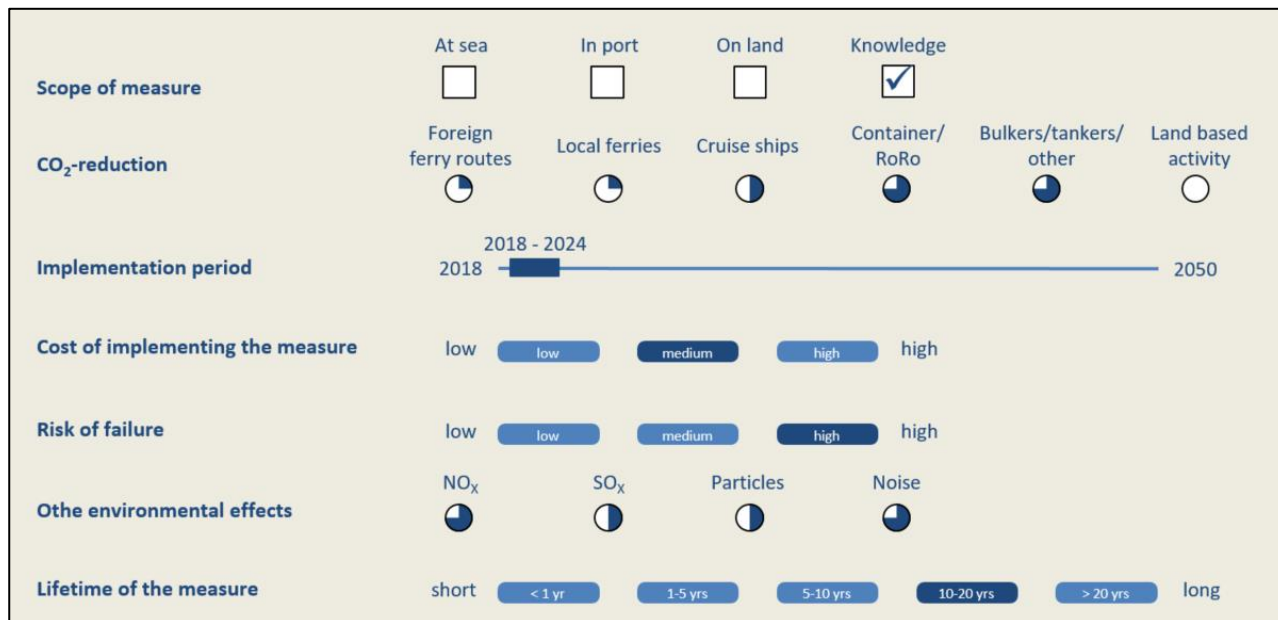 At sea In port On land Knowledge
Scope of measure
Foreign ferry routes Local ferries Cruise ships Container/ RoRo Bulkers/tankers/ other Land based activity
CO₂-reduction
2018 - 2024
Implementation period 2018 2050
Cost of implementing the measure low low medium high high
Risk of failure low low medium high high
NOX SOX Particles Noise
Othe environmental effects
Lifetime of the measure short < 1 yr 1-5 yrs 5-10 yrs 10-20 yrs > 20 yrs long